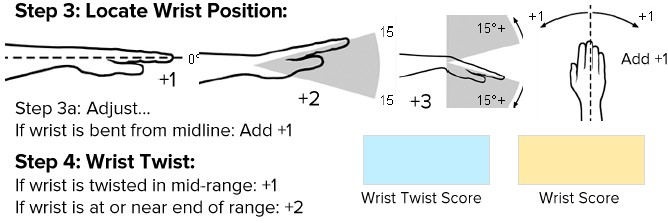 Step 3: Locate Wrist Position:
0°
+1
15
15
+2
15°+
15°+
+3
+1 +1
Add +1
Step 3a: Adjust...
If wrist is bent from midline: Add +1
Step 4: Wrist Twist:
If wrist is twisted in mid-range: +1
If wrist is at or near end of range: +2
Wrist Twist Score
Wrist Score